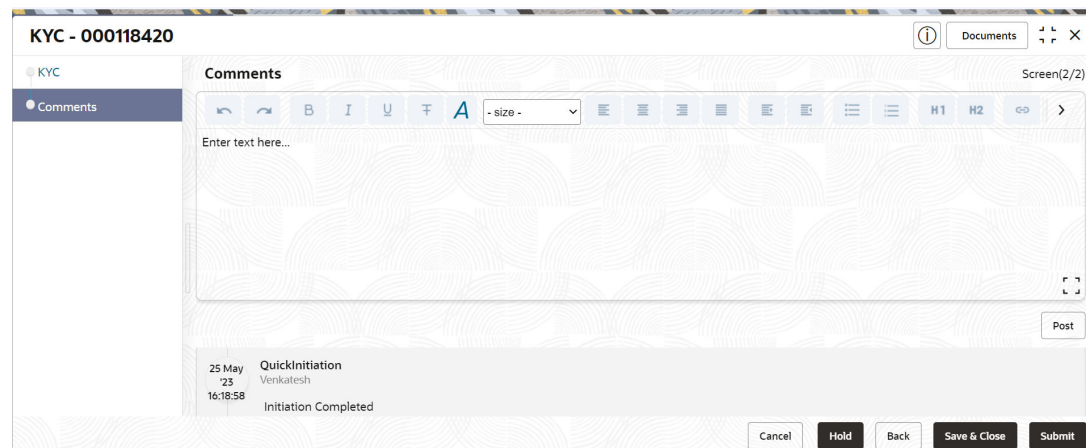 KYC - 000118420
Documents
KYC
Comments
Comments
Screen(2/2)
B I U T A - size - H1 H2
Enter text here...
Post
25 May '23 16:18:58
QuickInitiation
Venkatesh
Initiation Completed
Cancel Hold Back Save & Close Submit